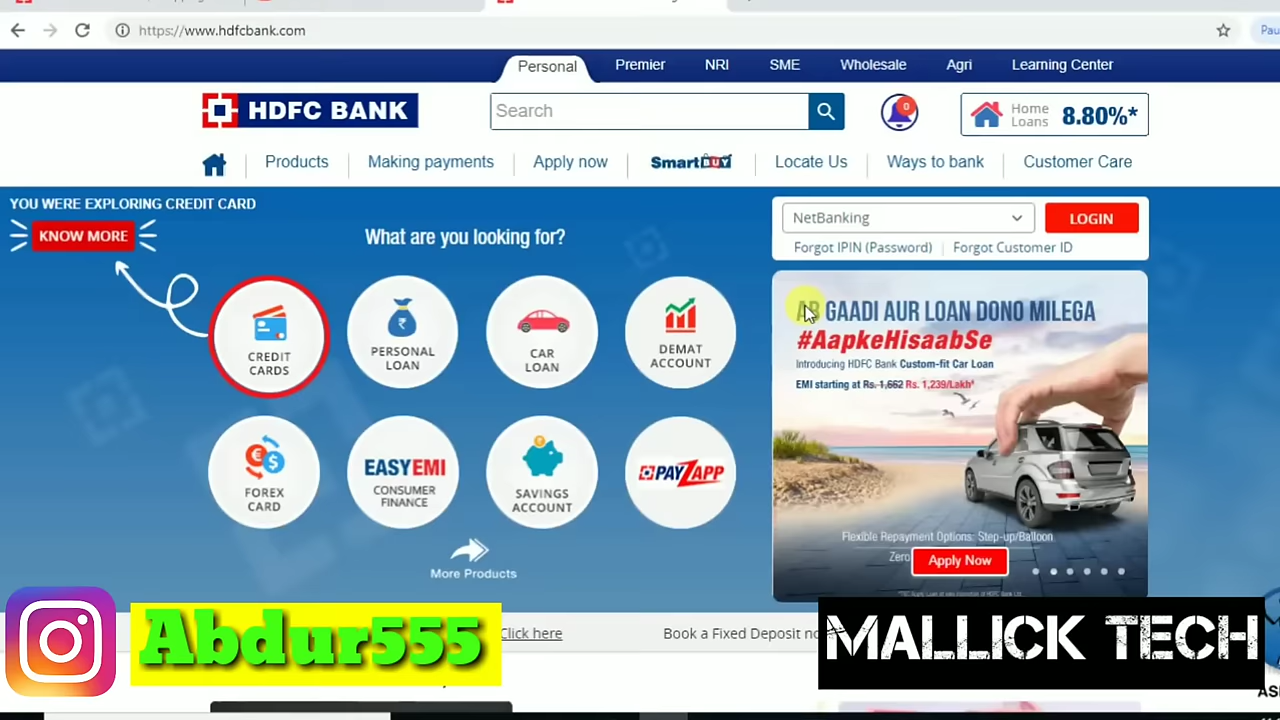 https://www.hdfcbank.com
Personal
Premier
NRI
SME
Wholesale
Agri
Learning Center
HDFC BANK
Search
0
Home
Loans
8.80%*
Products
Making payments
Apply now
SmartBUY
Locate Us
Ways to bank
Customer Care
YOU WERE EXPLORING CREDIT CARD
KNOW MORE
What are you looking for?
CREDIT
CARDS
PERSONAL
LOAN
CAR
LOAN
DEMAT
ACCOUNT
FOREX
CARD
EASYEMI
CONSUMER
FINANCE
SAVINGS
ACCOUNT
PAYZAPP
More Products
NetBanking
LOGIN
Forgot IPIN (Password)
Forgot Customer ID
AB GAADI AUR LOAN DONO MILEGA
#AapkeHisaabSe
Introducing HDFC Bank Custom-fit Car Loan
EMI starting at Rs. 1,662 Rs. 1,239/Lakh*
Flexible Repayment Options: Step-up/Balloon
Zero
Apply Now
Click here
Book a Fixed Deposit
Abdur555
MALLICK TECH